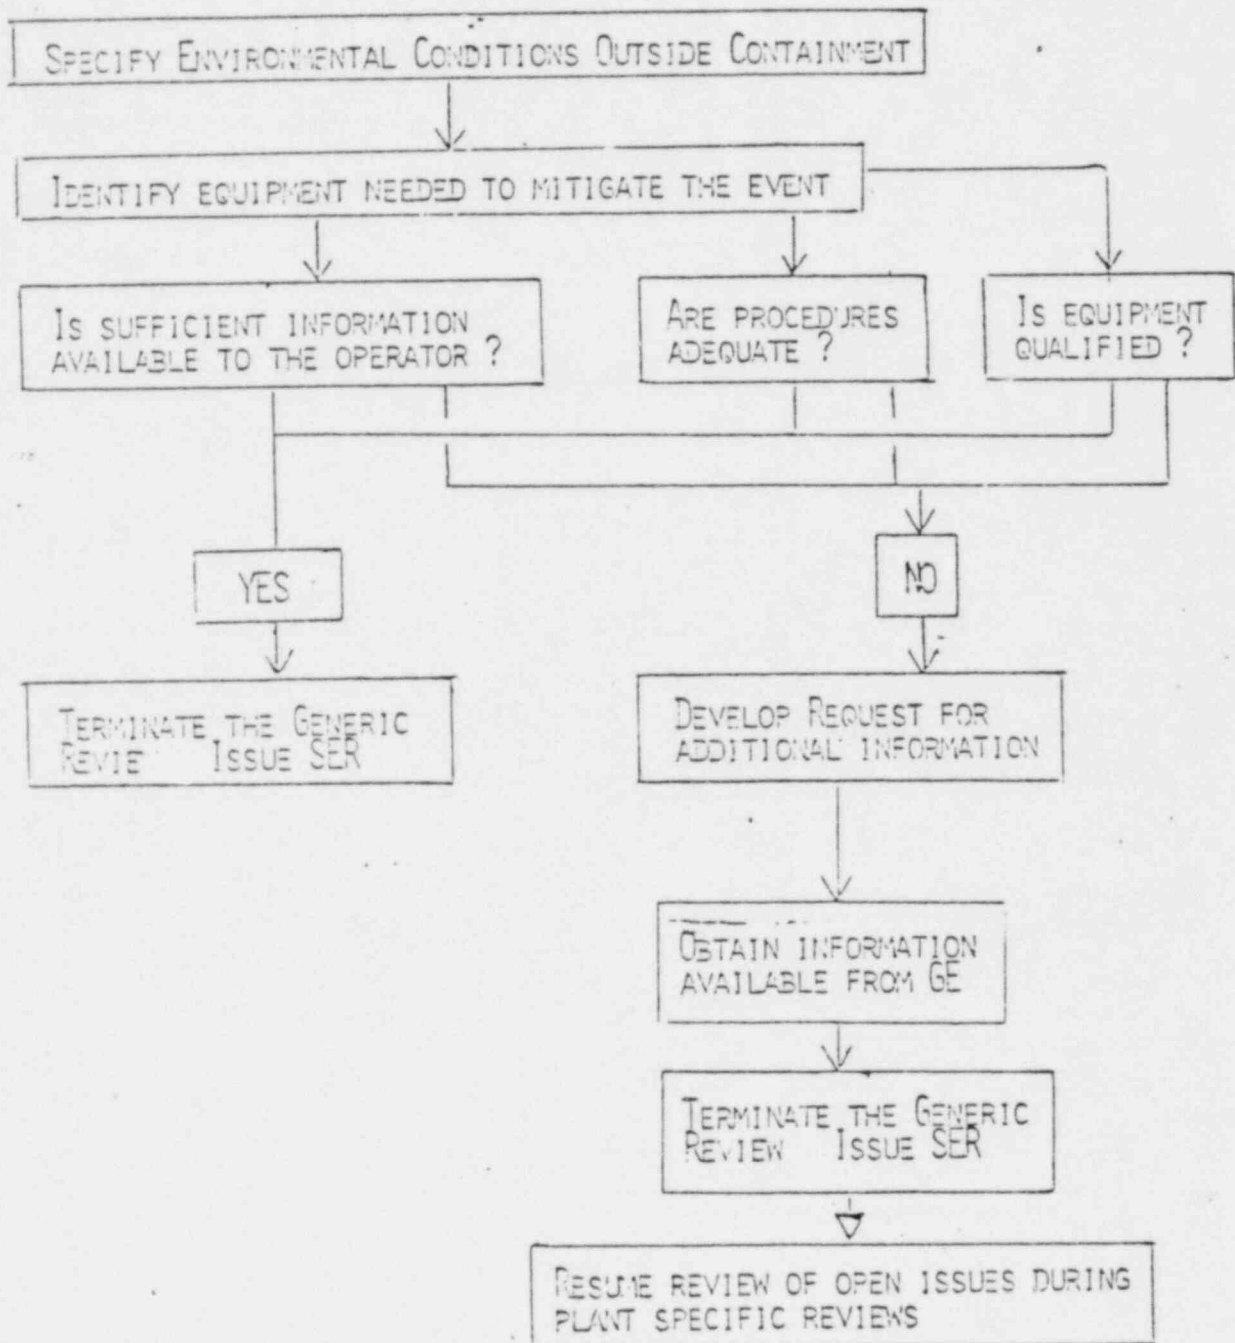 SPECIFY ENVIRONMENTAL CONDITIONS OUTSIDE CONTAINMENT
IDENTIFY EQUIPMENT NEEDED TO MITIGATE THE EVENT
IS SUFFICIENT INFORMATION
AVAILABLE TO THE OPERATOR ?
ARE PROCEDURES
ADEQUATE ?
IS EQUIPMENT
QUALIFIED ?
YES
NO
TERMINATE THE GENERIC
REVIE ISSUE SER
DEVELOP REQUEST FOR
ADDITIONAL INFORMATION
OBTAIN INFORMATION
AVAILABLE FROM GE
TERMINATE THE GENERIC
REVIEW ISSUE SER
RESUME REVIEW OF OPEN ISSUES DURING
PLANT SPECIFIC REVIEWS